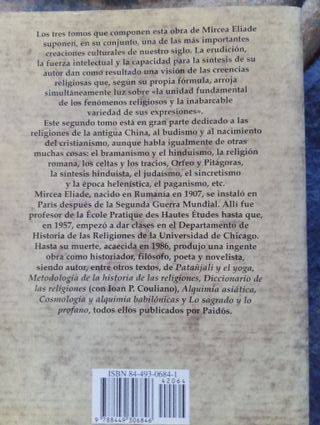 Los tres tomos que componen esta obra de Mircea Eliade
suponen, en su conjunto, una de las más importantes
creaciones culturales de nuestro siglo. La erudición,
la fuerza intelectual y la capacidad para la síntesis de su
autor dan como resultado una visión de las creencias
religiosas que, según su propia fórmula, arroja
simultáneamente luz sobre «la unidad fundamental
de los fenómenos religiosos y la inabarcable
variedad de sus expresiones».
Este segundo tomo está en gran parte dedicado a las
religiones de la antigua China, al budismo y al nacimiento
del cristianismo, aunque habla igualmente de otras
muchas cosas: el bramanismo y el hinduismo, la religión
romana, los celtas y los tracios, Orfeo y Pitágoras,
la síntesis hinduista, el judaísmo, el sincretismo
y la época helenística, el paganismo, etc.
Mircea Eliade, nacido en Rumania en 1907, se instaló en
París después de la Segunda Guerra Mundial. Allí fue
profesor de la École Pratique des Hautes Études hasta que,
en 1957, empezó a dar clases en el Departamento de
Historia de las Religiones de la Universidad de Chicago.
Hasta su muerte, acaecida en 1986, produjo una ingente
obra como historiador, filósofo, poeta y novelista,
siendo autor, entre otros textos, de Patañjali y el yoga,
Metodología de la historia de las religiones, Diccionario de
las religiones (con Ioan P. Couliano), Alquimia asiática,
Cosmología y alquimia babilónicas y Lo sagrado y lo
profano, todos ellos publicados por Paidós.
ISBN 84-493-0684-1
42064
9 788449 306846